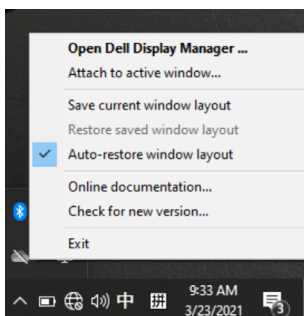 Open Dell Display Manager ...
Attach to active window...
Save current window layout
Restore saved window layout
Auto-restore window layout
Online documentation...
Check for new version...
Exit
中 拼 9:33 AM
3/23/2021
3